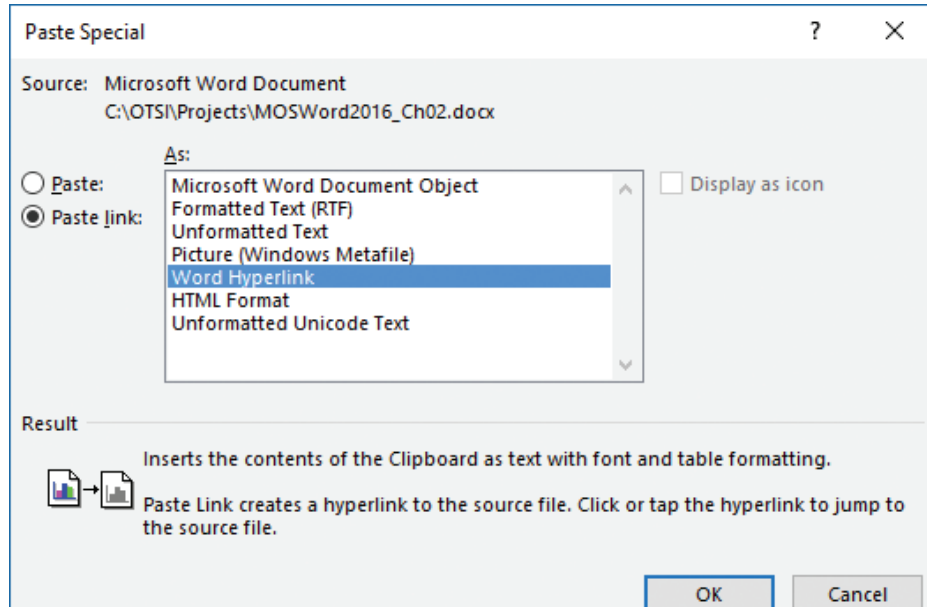 Paste Special ? ✕
Source: Microsoft Word Document
C:\OTSI\Projects\MOSWord2016_Ch02.docx
As:
Paste:
Paste link:
Microsoft Word Document Object
Formatted Text (RTF)
Unformatted Text
Picture (Windows Metafile)
Word Hyperlink
HTML Format
Unformatted Unicode Text
Display as icon
Result
Inserts the contents of the Clipboard as text with font and table formatting.
Paste Link creates a hyperlink to the source file. Click or tap the hyperlink to jump to
the source file.
OK Cancel